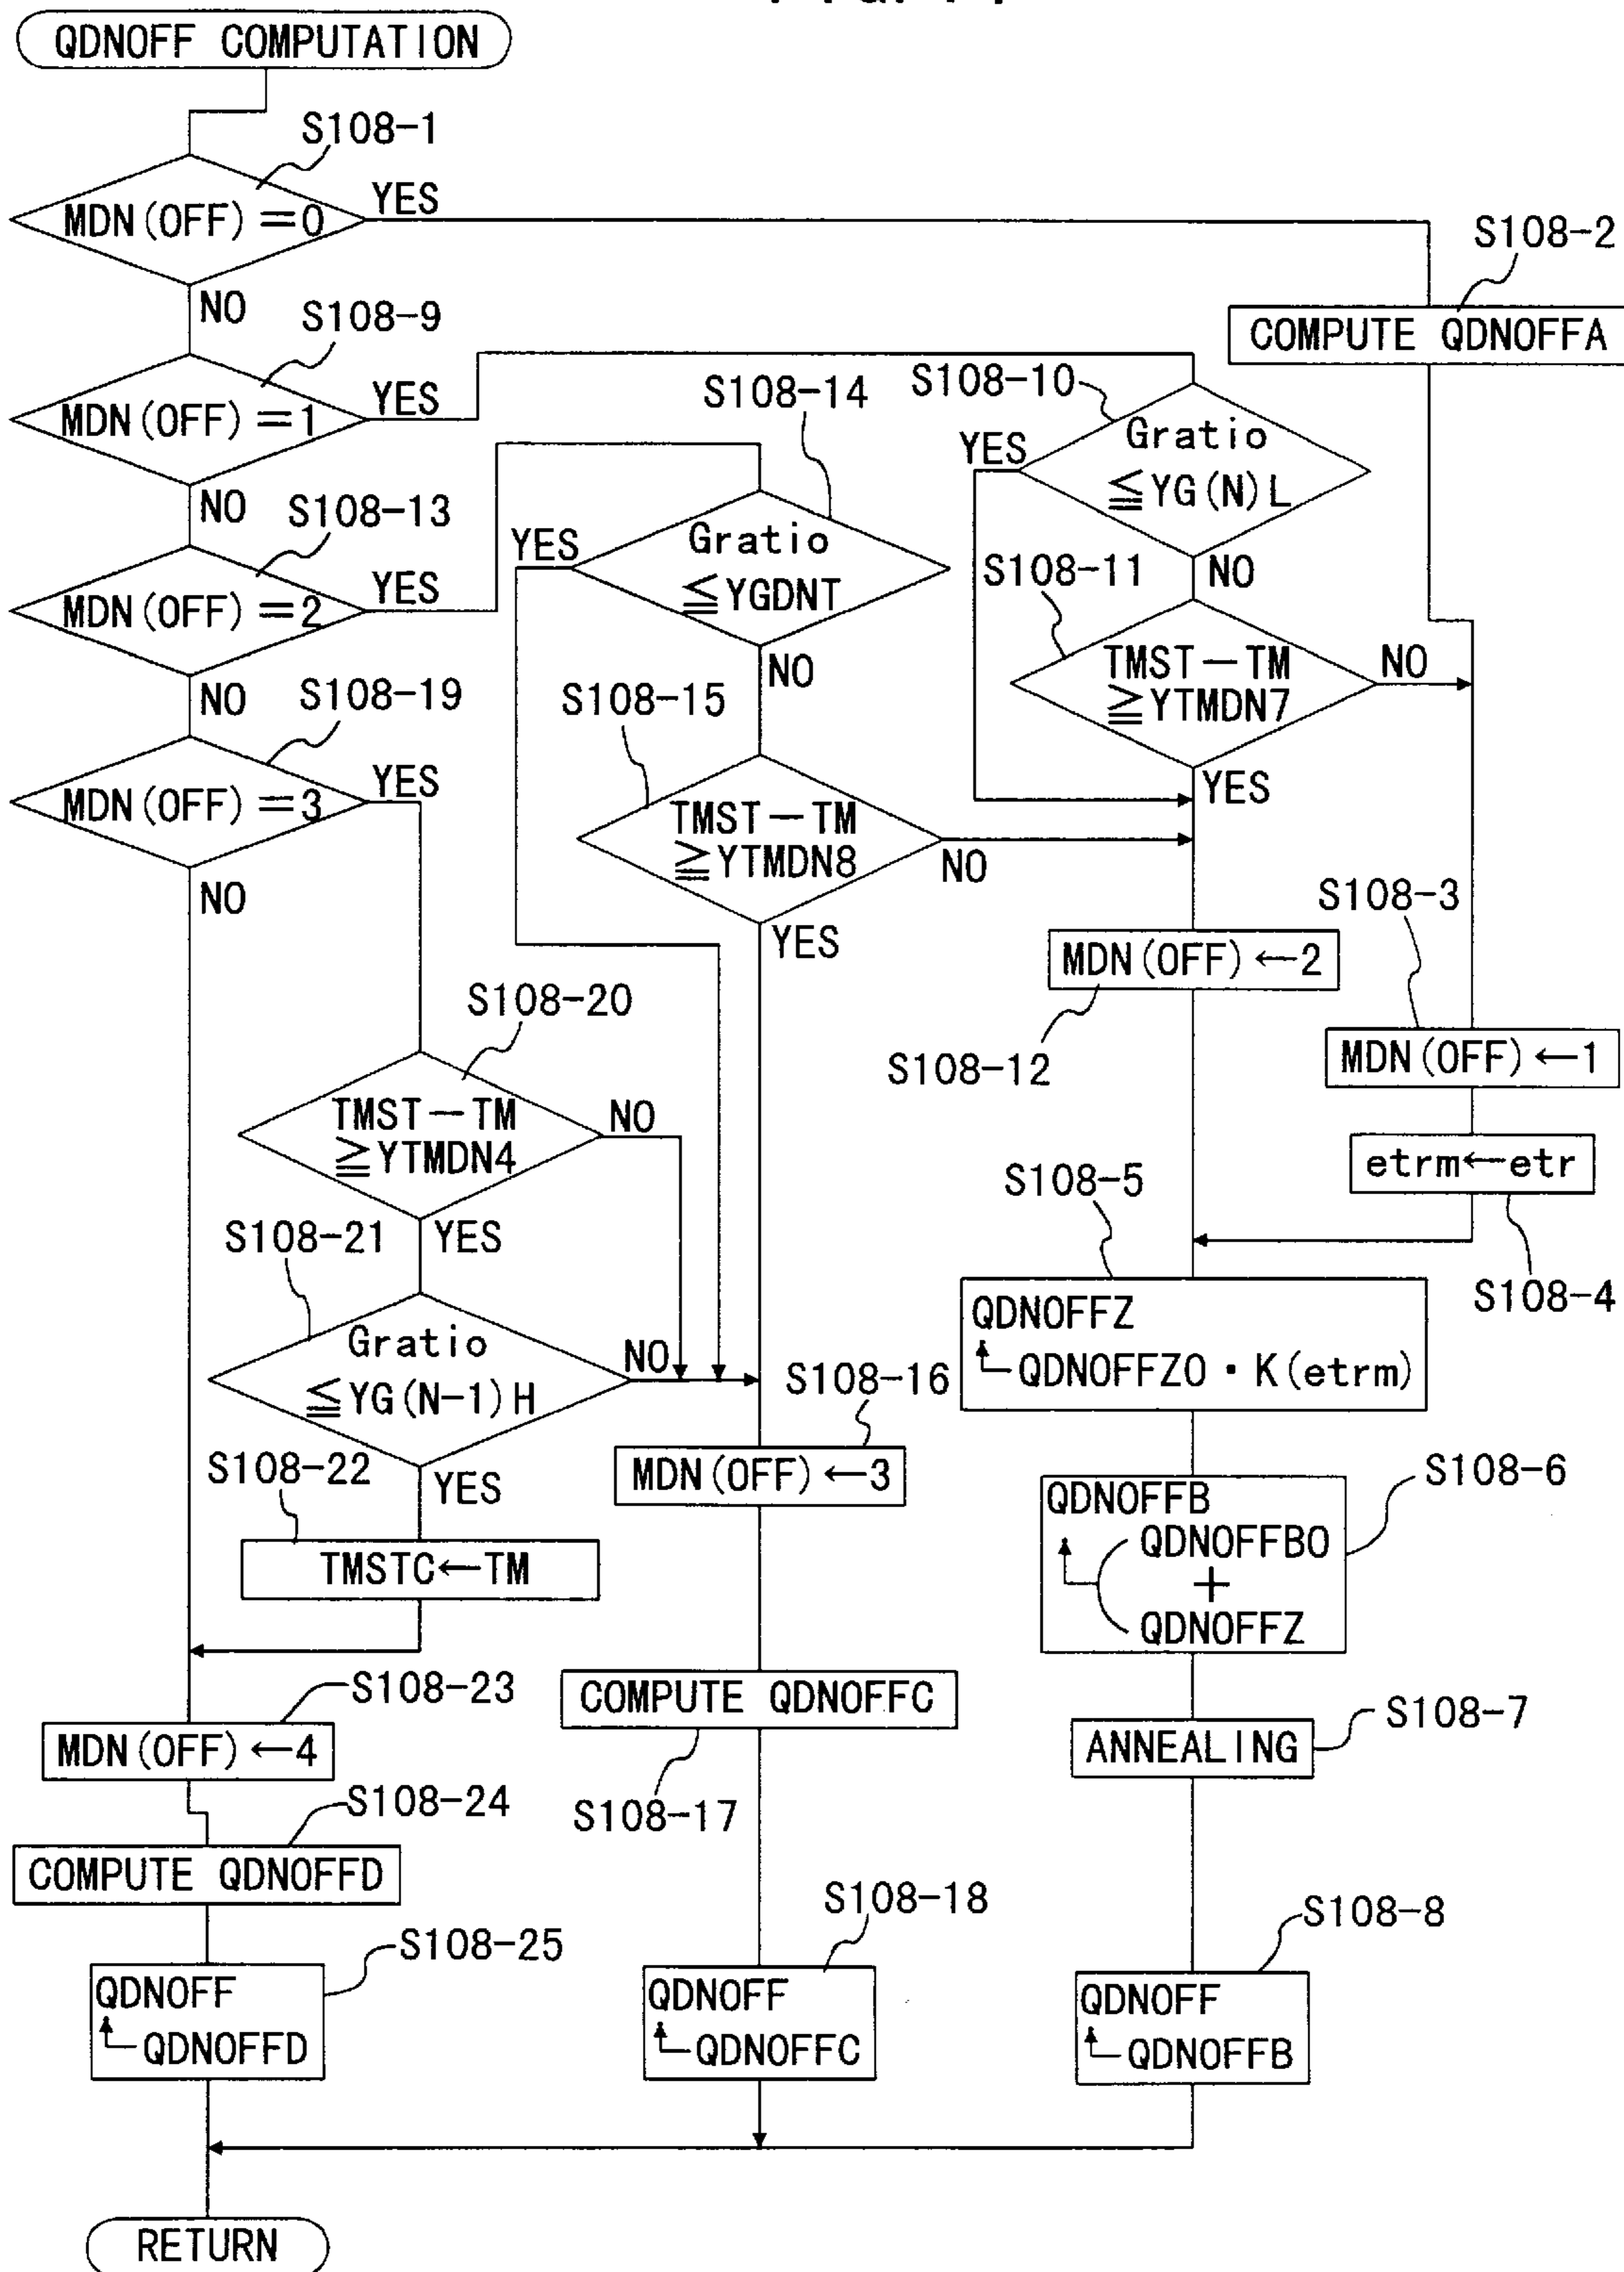 QDNOFF COMPUTATION
S108-1
MDN(OFF)=0
YES
NO
S108-2
COMPUTE QDNOFFA
S108-9
MDN(OFF)=1
YES
NO
S108-10
Gratio
≦YG(N)L
YES
NO
S108-11
TMST-TM
≧YTMDN7
NO
YES
S108-13
MDN(OFF)=2
YES
NO
S108-14
Gratio
≦YGDNT
YES
NO
S108-15
TMST-TM
≧YTMDN8
NO
YES
S108-19
MDN(OFF)=3
YES
NO
S108-3
MDN(OFF)←1
S108-12
MDN(OFF)←2
etrm←etr
S108-4
S108-20
TMST-TM
≧YTMDN4
NO
YES
S108-21
Gratio
≦YG(N-1)H
NO
YES
S108-5
QDNOFFZ
QDNOFFZO・K(etrm)
S108-16
MDN(OFF)←3
S108-22
TMSTC←TM
S108-6
QDNOFFB
QDNOFFBO
+
QDNOFFZ
S108-23
MDN(OFF)←4
COMPUTE QDNOFFC
S108-17
S108-7
ANNEALING
S108-24
COMPUTE QDNOFFD
S108-25
QDNOFF
QDNOFFD
S108-18
QDNOFF
QDNOFFC
S108-8
QDNOFF
QDNOFFB
RETURN